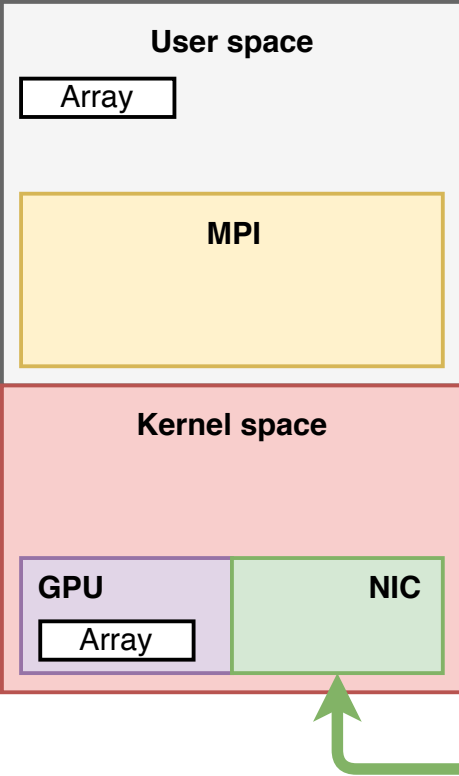 User space
Array
MPI
Kernel space
GPU
NIC
Array